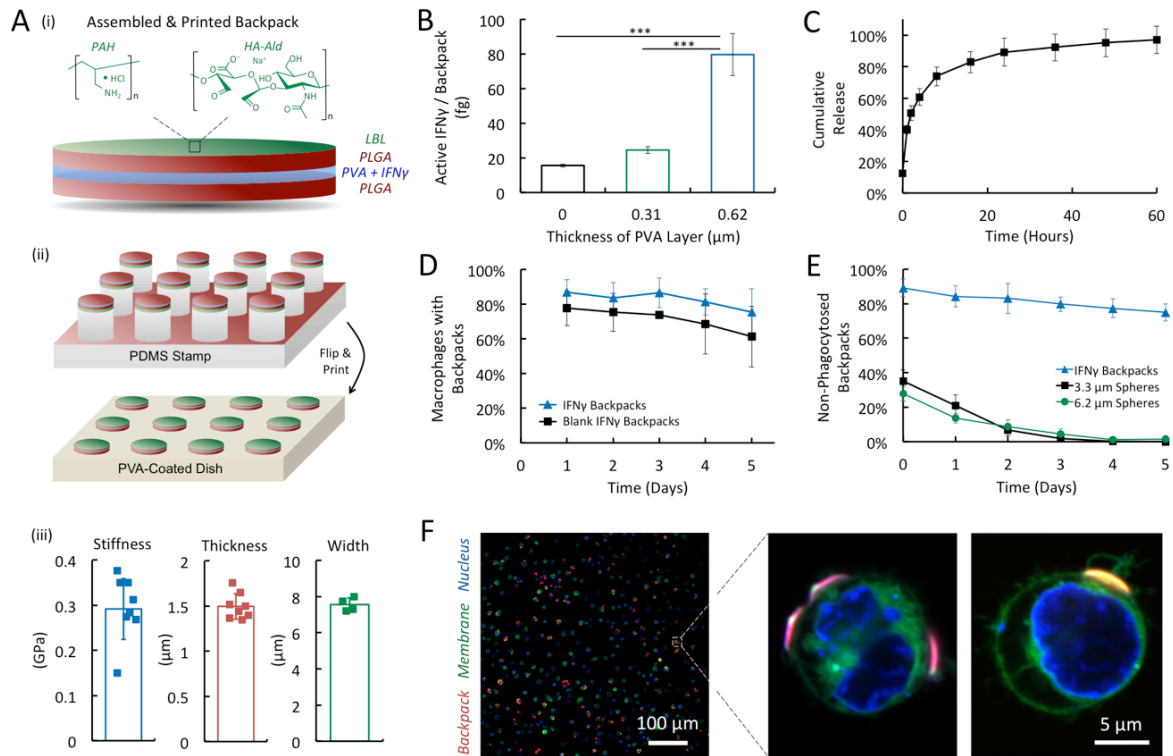 A
(i)
Assembled & Printed Backpack
PAH
HA-Ald
• HCl
NH₂
n
O
O⁻
Na⁺
OH
O
O
HO
O
O
O
NH
O
n
LBL
PLGA
PVA + IFNγ
PLGA
(ii)
PDMS Stamp
Flip &
Print
PVA-Coated Dish
(iii)
Stiffness
(GPa)
0.4
0.3
0.2
0.1
0
Thickness
(μm)
2
1.5
1
0.5
0
Width
(μm)
10
8
6
4
2
0
B
Active IFNγ / Backpack
(fg)
100
80
60
40
20
0
***
***
0
0.31
0.62
Thickness of PVA Layer (μm)
C
Cumulative
Release
100%
80%
60%
40%
20%
0%
0
20
40
60
Time (Hours)
D
Macrophages with
Backpacks
100%
80%
60%
40%
20%
0%
IFNγ Backpacks
Blank IFNγ Backpacks
0
1
2
3
4
5
Time (Days)
E
Non-Phagocytosed
Backpacks
100%
80%
60%
40%
20%
0%
IFNγ Backpacks
3.3 μm Spheres
6.2 μm Spheres
0
1
2
3
4
5
Time (Days)
F
Backpack Membrane Nucleus
100 μm
5 μm